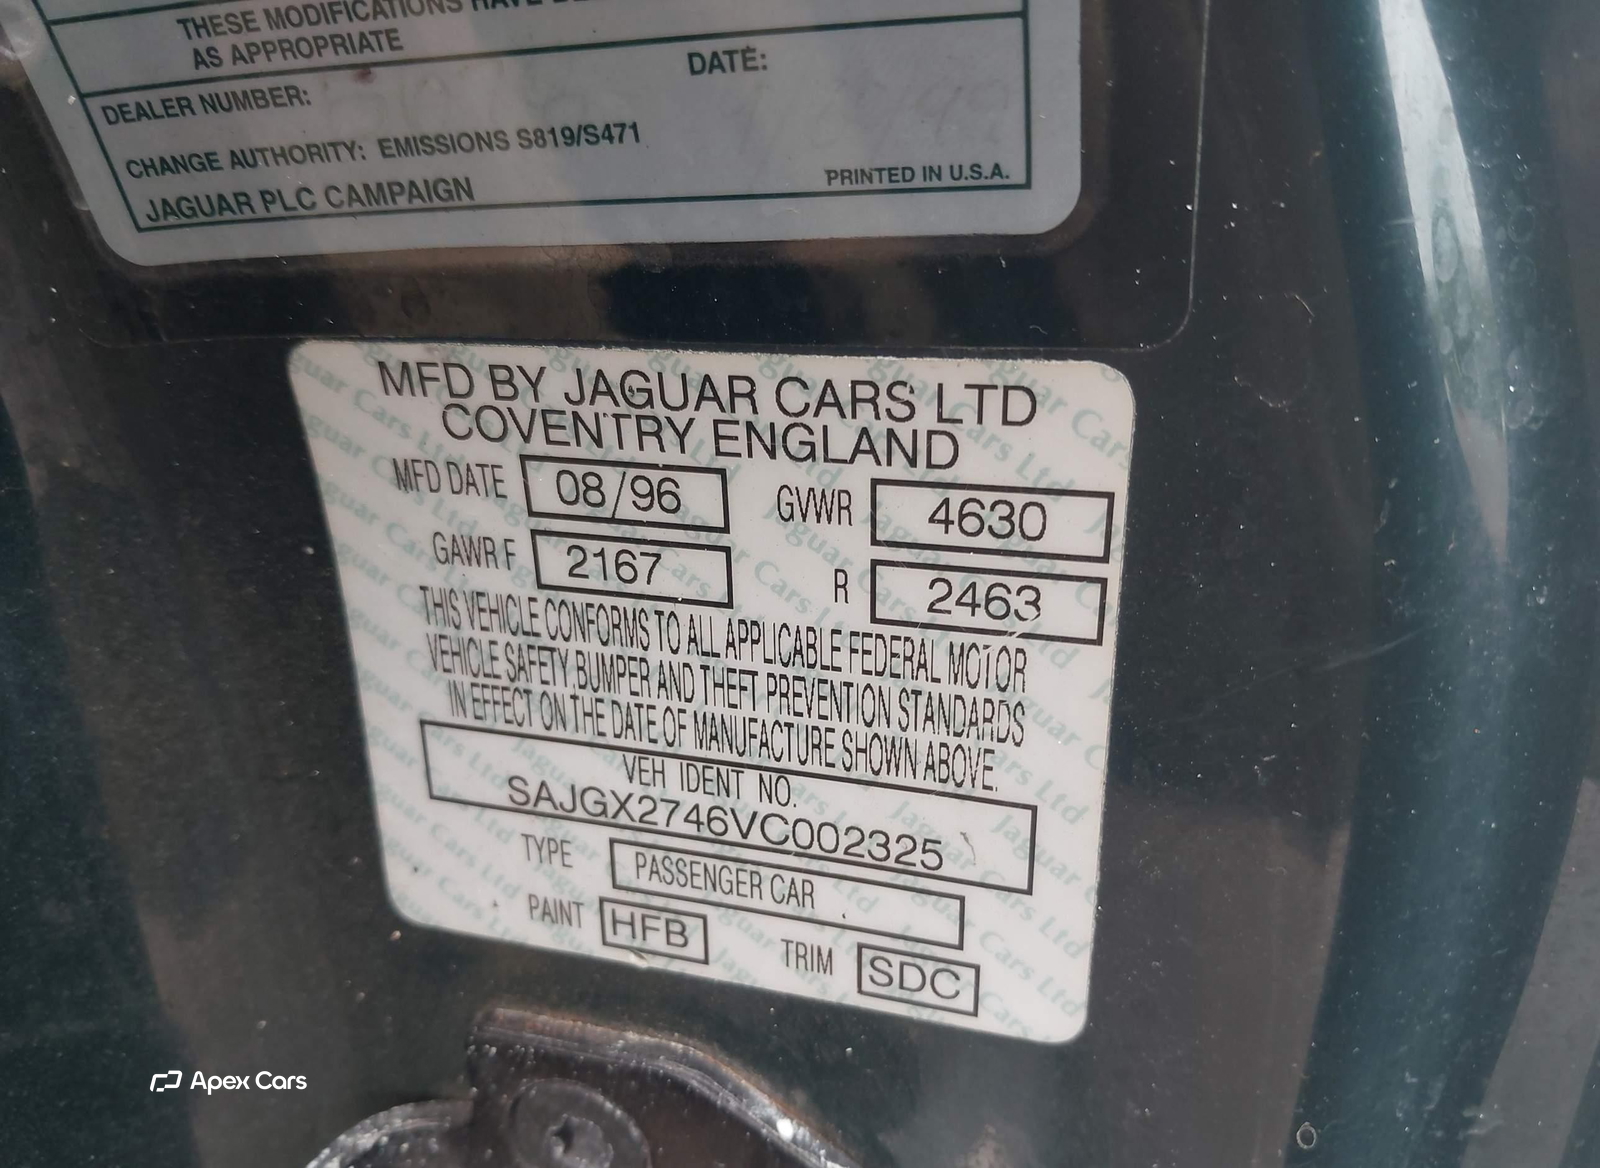 THESE MODIFICATIONS HAVE
AS APPROPRIATE
DEALER NUMBER:
DATE:
CHANGE AUTHORITY: EMISSIONS S819/S471
JAGUAR PLC CAMPAIGN
PRINTED IN U.S.A.
MFD BY JAGUAR CARS LTD
COVENTRY ENGLAND
MFD DATE 08/96 GVWR 4630
GAWR F 2167 R 2463
THIS VEHICLE CONFORMS TO ALL APPLICABLE FEDERAL MOTOR
VEHICLE SAFETY BUMPER AND THEFT PREVENTION STANDARDS
IN EFFECT ON THE DATE OF MANUFACTURE SHOWN ABOVE.
VEH IDENT NO.
SAJGX2746VC002325
TYPE PASSENGER CAR
PAINT HFB TRIM SDC
Apex Cars